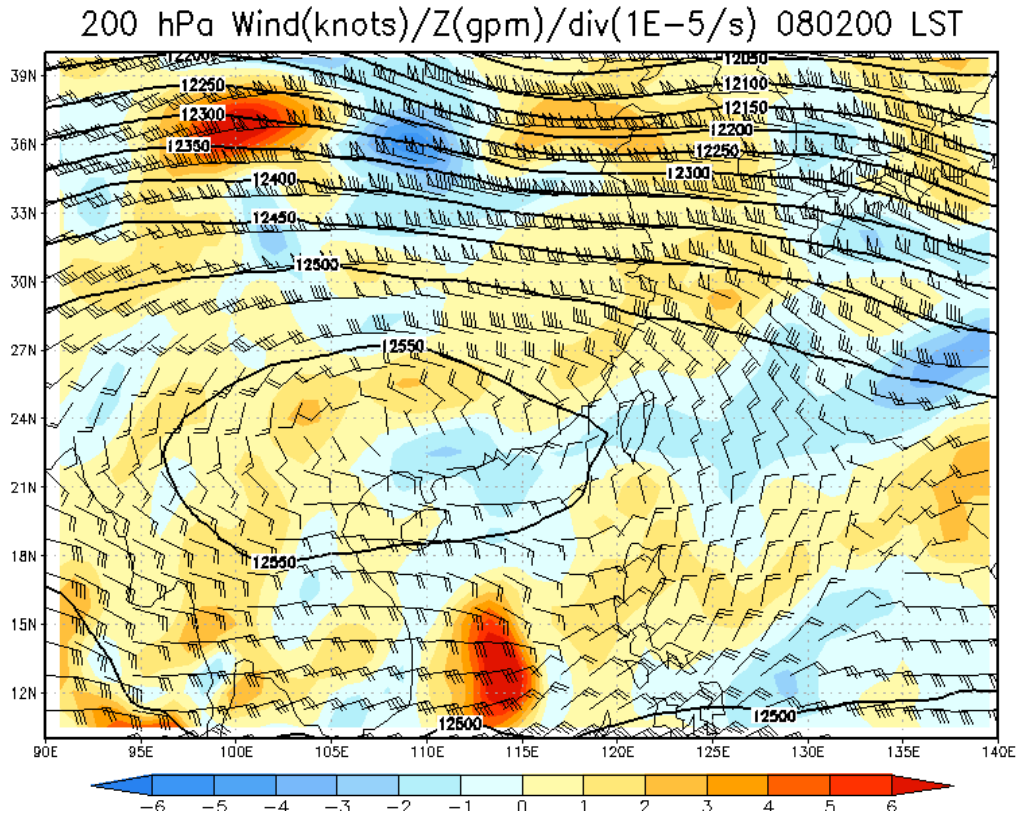 200 hPa Wind(knots)/Z(gpm)/div(1E-5/s) 080200 LST
39N
36N
33N
30N
27N
24N
21N
18N
15N
12N
12200
12250
12300
12350
12400
12450
12500
12550
12550
12500
12050
12100
12150
12200
12250
12300
12500
90E 95E 100E 105E 110E 115E 120E 125E 130E 135E 140E
-6 -5 -4 -3 -2 -1 0 1 2 3 4 5 6